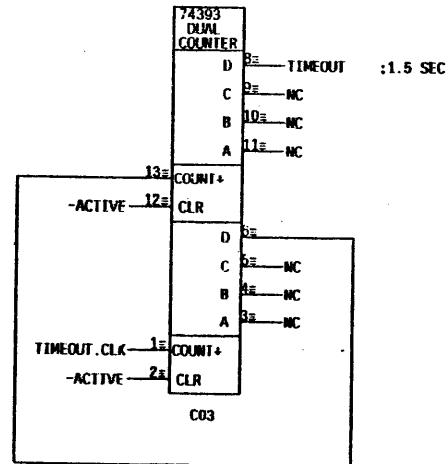 74393
DUAL
COUNTER
D 8 TIMEOUT :1.5 SEC
C 9 NC
B 10 NC
A 11 NC
13 COUNT+
-ACTIVE 12 CLR
D 6
C 5 NC
B 4 NC
A 3 NC
TIMEOUT.CLK 1 COUNT+
-ACTIVE 2 CLR
C03